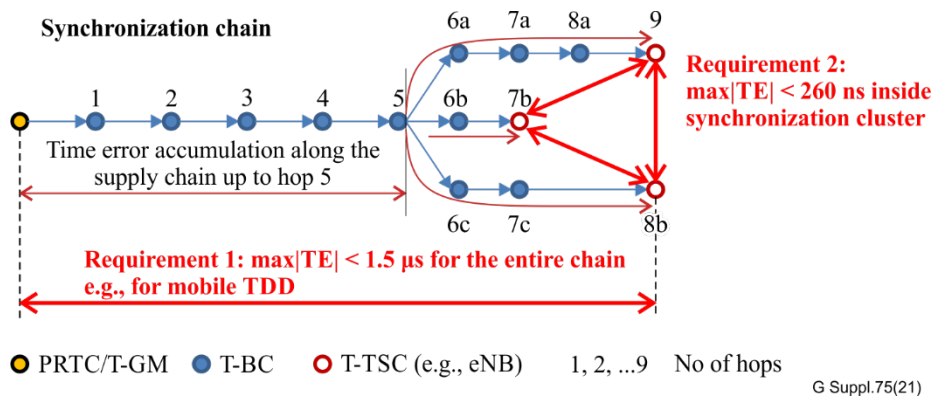 Synchronization chain
6a 7a 8a 9
1 2 3 4 5 6b 7b
Requirement 2:
max|TE| < 260 ns inside
synchronization cluster
Time error accumulation along the
supply chain up to hop 5
6c 7c 8b
Requirement 1: max|TE| < 1.5 µs for the entire chain
e.g., for mobile TDD
PRTC/T-GM T-BC T-TSC (e.g., eNB) 1, 2, ...9 No of hops
G Suppl.75(21)